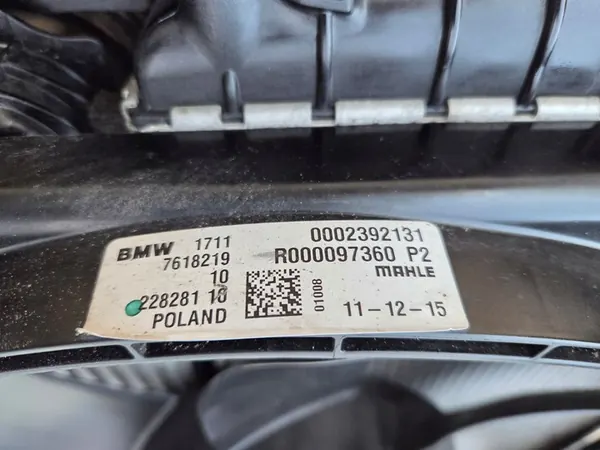 BMW 1711 0002392131
7618219 R000097360 P2
10 MAHLE
228281 10 01008 11-12-15
POLAND